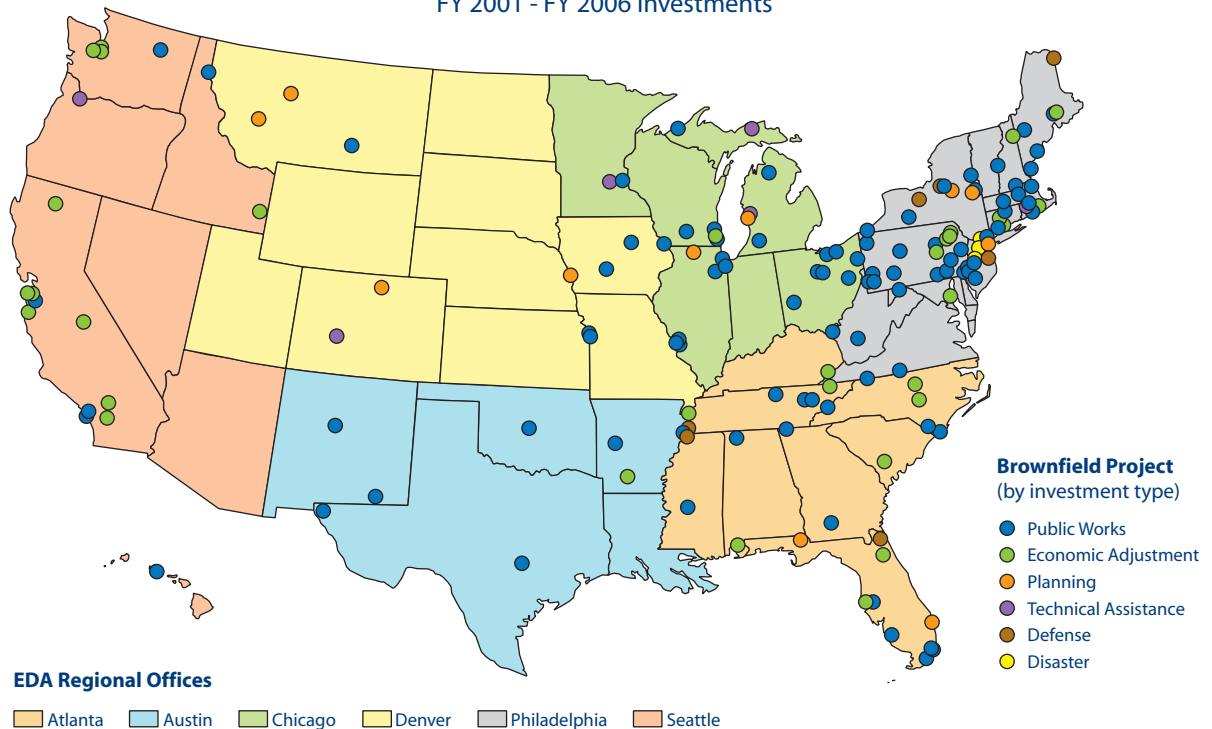 FY 2001 - FY 2006 Investments
Brownfield Project
(by investment type)
Public Works
Economic Adjustment
Planning
Technical Assistance
Defense
Disaster
EDA Regional Offices
Atlanta Austin Chicago Denver Philadelphia Seattle